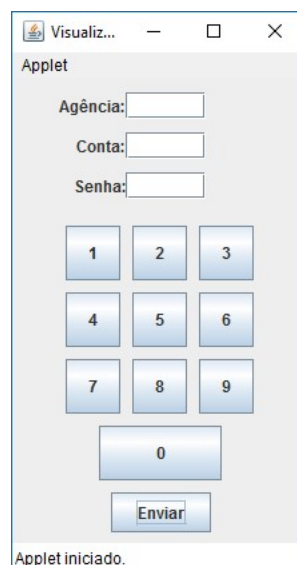 Visualiz...
Applet
Agência:
Conta:
Senha:
1 2 3
4 5 6
7 8 9
0
Enviar
Applet iniciado.